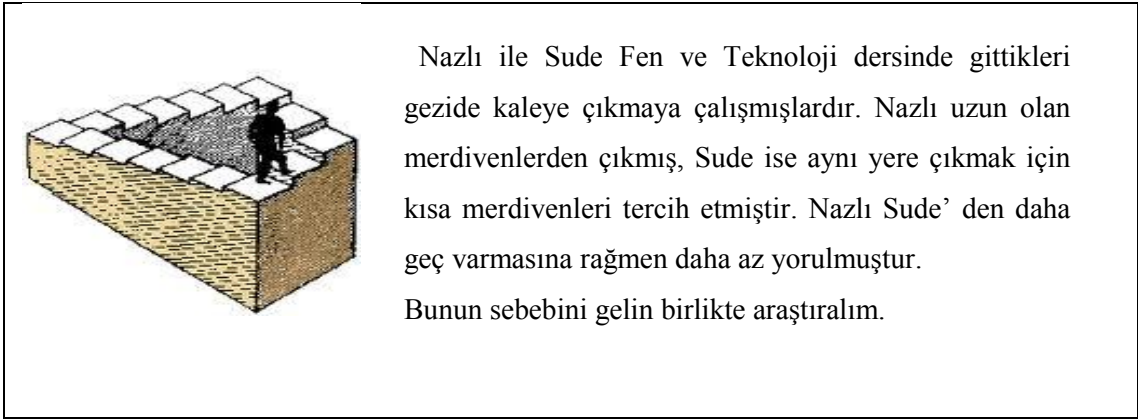 Nazlı ile Sude Fen ve Teknoloji dersinde gittikleri
gezide kaleye çıkmaya çalışmışlardır. Nazlı uzun olan
merdivenlerden çıkmış, Sude ise aynı yere çıkmak için
kısa merdivenleri tercih etmiştir. Nazlı Sude’ den daha
geç varmasına rağmen daha az yorulmuştur.
Bunun sebebini gelin birlikte araştıralım.